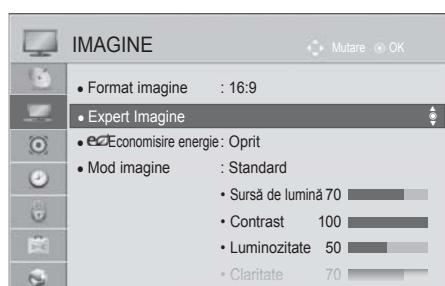 IMAGINE Mutare OK
• Format imagine : 16:9
• Expert Imagine
• eco Economisire energie : Oprit
• Mod imagine : Standard
• Sursă de lumină 70
• Contrast 100
• Luminozitate 50
• Claritate 70